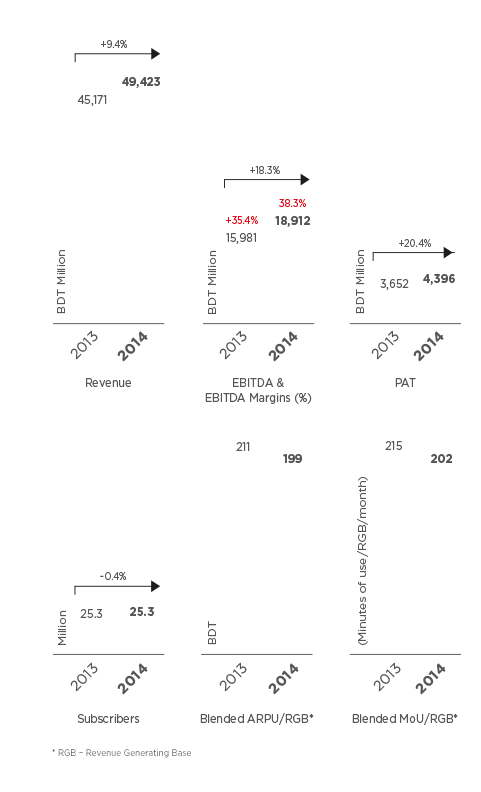 +9.4%
49,423
45,171
BDT Million
2013
2014
Revenue
+18.3%
38.3%
+35.4%
18,912
15,981
BDT Million
2013
2014
EBITDA &
EBITDA Margins (%)
+20.4%
4,396
3,652
BDT Million
2013
2014
PAT
-0.4%
25.3
25.3
Million
2013
2014
Subscribers
211
199
BDT
2013
2014
Blended ARPU/RGB*
215
202
(Minutes of use/RGB/month)
2013
2014
Blended MoU/RGB*
* RGB – Revenue Generating Base